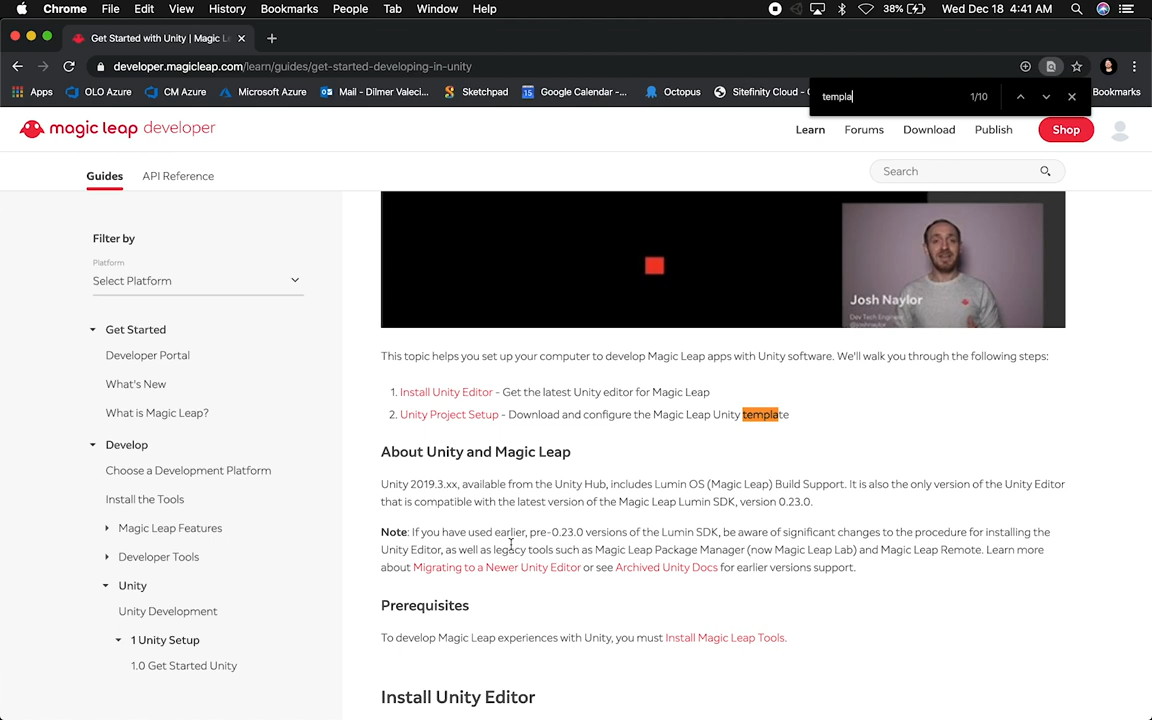 Chrome File Edit View History Bookmarks People Tab Window Help 38% Wed Dec 18 4:41 AM
Get Started with Unity | Magic Le
developer.magicleap.com/learn/guides/get-started-developing-in-unity
Apps OLO Azure CM Azure Microsoft Azure Mail - Dilmer Valeci... Sketchpad Google Calendar -... Octopus Sitefinity Cloud - Bookmarks
templa 1/10
magic leap developer Learn Forums Download Publish Shop
Guides API Reference Search
Filter by
Platform
Select Platform
Get Started
Developer Portal
What's New
What is Magic Leap?
Develop
Choose a Development Platform
Install the Tools
Magic Leap Features
Developer Tools
Unity
Unity Development
1 Unity Setup
1.0 Get Started Unity
Josh Naylor
Dev Tech Engineer
This topic helps you set up your computer to develop Magic Leap apps with Unity software. We'll walk you through the following steps:
1. Install Unity Editor - Get the latest Unity editor for Magic Leap
2. Unity Project Setup - Download and configure the Magic Leap Unity template
About Unity and Magic Leap
Unity 2019.3.xx, available from the Unity Hub, includes Lumin OS (Magic Leap) Build Support. It is also the only version of the Unity Editor
that is compatible with the latest version of the Magic Leap Lumin SDK, version 0.23.0.
Note: If you have used earlier, pre-0.23.0 versions of the Lumin SDK, be aware of significant changes to the procedure for installing the
Unity Editor, as well as legacy tools such as Magic Leap Package Manager (now Magic Leap Lab) and Magic Leap Remote. Learn more
about Migrating to a Newer Unity Editor or see Archived Unity Docs for earlier versions support.
Prerequisites
To develop Magic Leap experiences with Unity, you must Install Magic Leap Tools.
Install Unity Editor